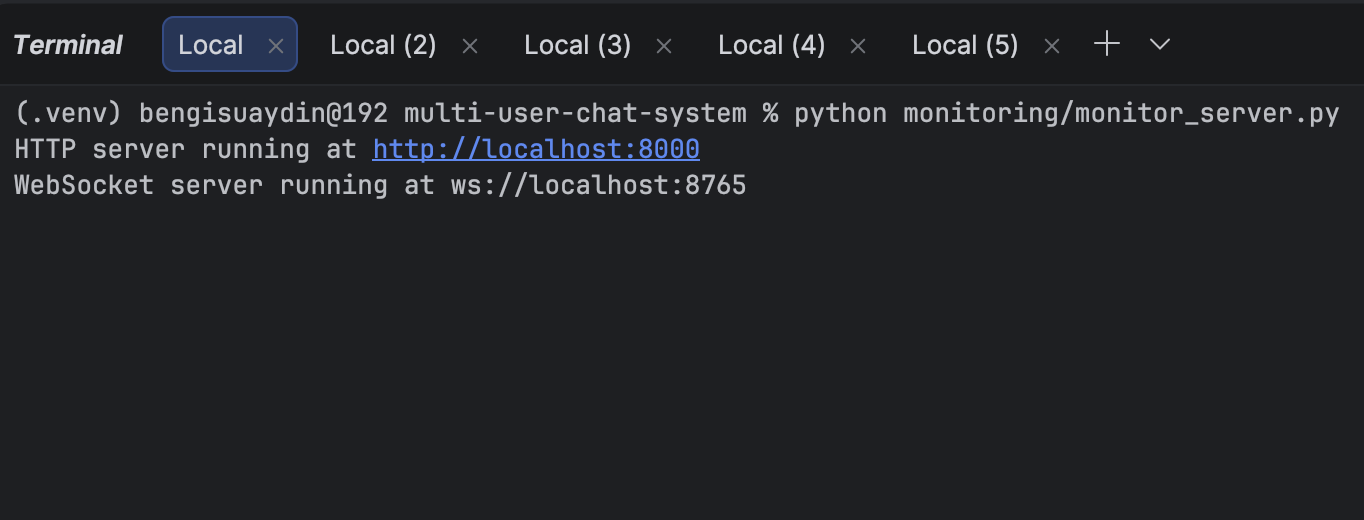 Terminal Local Local (2) Local (3) Local (4) Local (5)
(.venv) bengisuaydin@192 multi-user-chat-system % python monitoring/monitor_server.py
HTTP server running at http://localhost:8000
WebSocket server running at ws://localhost:8765